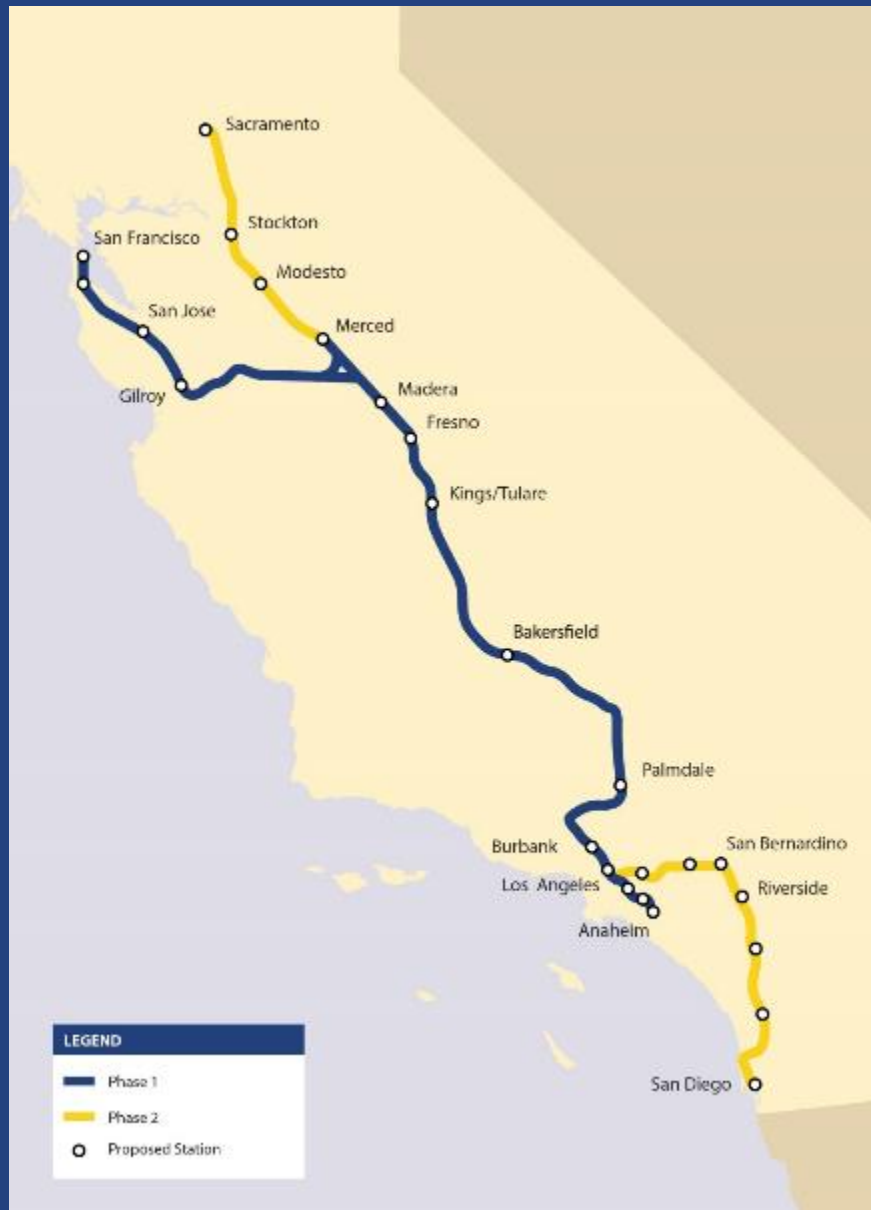 Sacramento
Stockton
San Francisco
Modesto
San Jose
Merced
Gilroy
Madera
Fresno
Kings/Tulare
Bakersfield
Palmdale
Burbank
San Bernardino
Los Angeles
Riverside
Anaheim
LEGEND
Phase 1
Phase 2
Proposed Station
San Diego